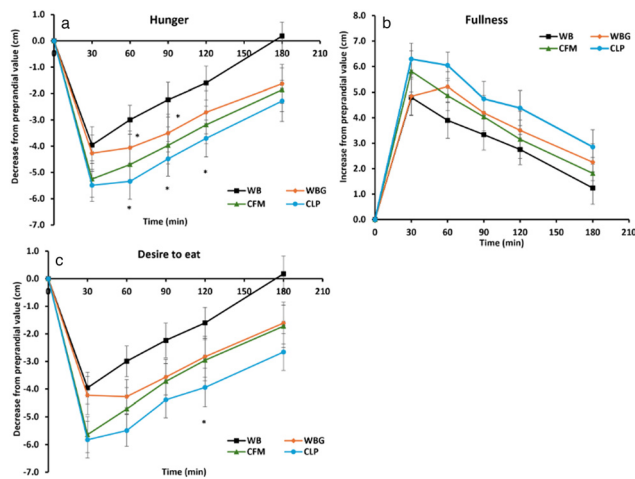 a
Hunger
Decrease from preprandial value (cm)
1.0
0.0
-1.0
-2.0
-3.0
-4.0
-5.0
-6.0
-7.0
0 30 60 90 120 180 210
*
*
*
*
*
Time (min)
WB WBG
CFM CLP
b
Fullness
Increase from preprandial value (cm)
8.0
7.0
6.0
5.0
4.0
3.0
2.0
1.0
0.0
WB WBG
CFM CLP
0 30 60 90 120 180 210
Time (min)
c
Desire to eat
Decrease from preprandial value (cm)
1.0
0.0
-1.0
-2.0
-3.0
-4.0
-5.0
-6.0
-7.0
0 30 60 90 120 180 210
*
WB WBG
CFM CLP
Time (min)